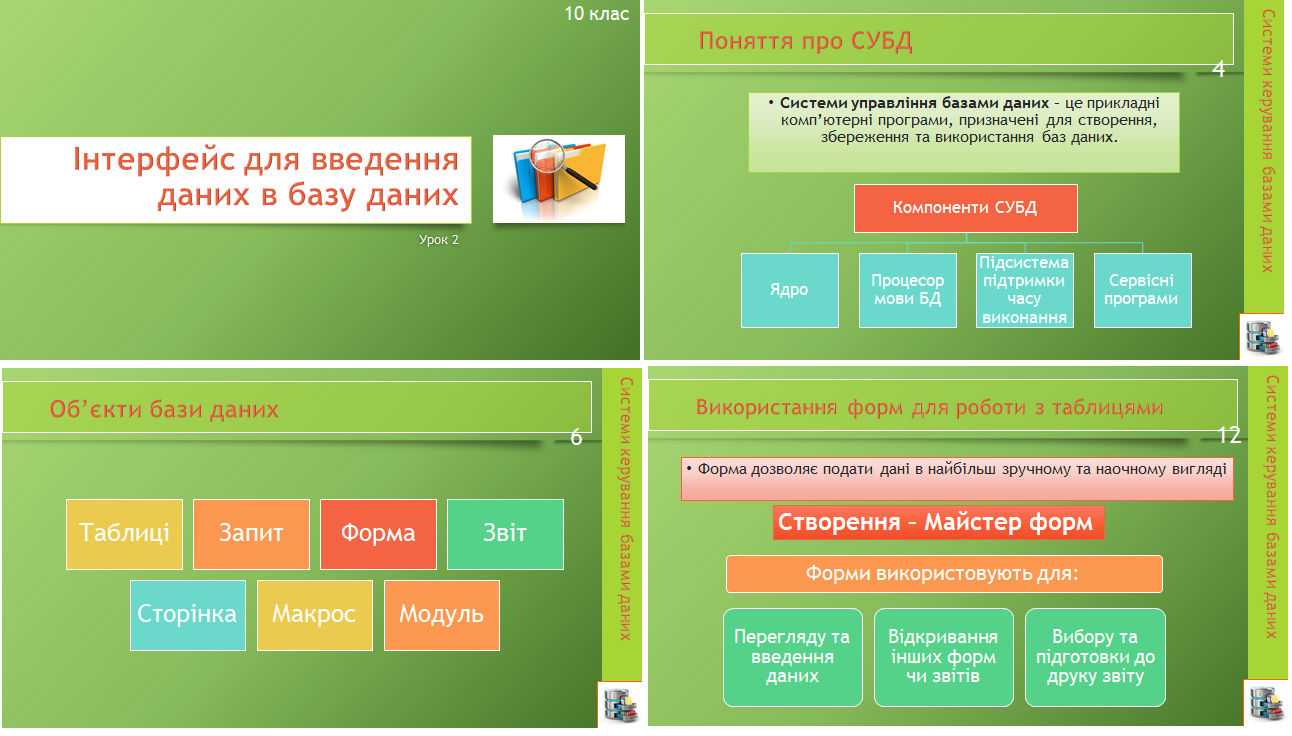 10 клас
Інтерфейс для введення
даних в базу даних
Урок 2
Поняття про СУБД
4
Системи керування базами даних
• Системи управління базами даних – це прикладні
комп’ютерні програми, призначені для створення,
збереження та використання баз даних.
Компоненти СУБД
Ядро
Процесор
мови БД
Підсистема
підтримки
часу
виконання
Сервісні
програми
Об’єкти бази даних
6
Системи керування базами даних
Таблиці
Запит
Форма
Звіт
Сторінка
Макрос
Модуль
Використання форм для роботи з таблицями
12
Системи керування базами даних
• Форма дозволяє подати дані в найбільш зручному та наочному вигляді
Створення – Майстер форм
Форми використовують для:
Перегляду та
введення
даних
Відкривання
інших форм
чи звітів
Вибору та
підготовки до
друку звіту